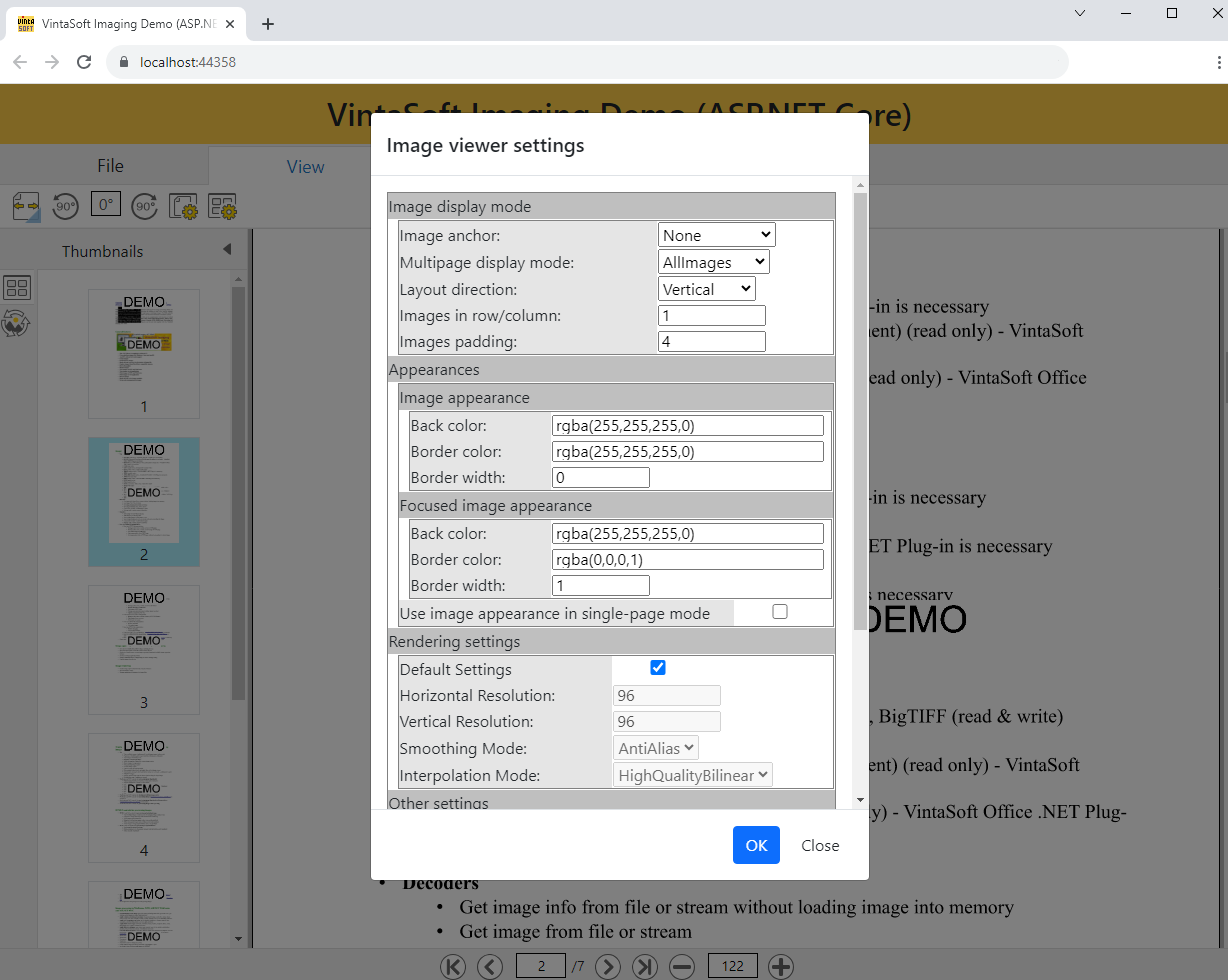 VintaSoft Imaging Demo (ASP.NE
localhost:44358
VintaSoft Imaging Demo (ASP.NET Core)
File
View
90°
0°
90°
Thumbnails
Image viewer settings
Image display mode
Image anchor: None
Multipage display mode: AllImages
Layout direction: Vertical
Images in row/column: 1
Images padding: 4
Appearances
Image appearance
Back color: rgba(255,255,255,0)
Border color: rgba(255,255,255,0)
Border width: 0
Focused image appearance
Back color: rgba(255,255,255,0)
Border color: rgba(0,0,0,1)
Border width: 1
Use image appearance in single-page mode
Rendering settings
Default Settings
Horizontal Resolution: 96
Vertical Resolution: 96
Smoothing Mode: AntiAlias
Interpolation Mode: HighQualityBilinear
Other settings
OK Close
DEMO
DEMO
1
DEMO
DEMO
2
DEMO
DEMO
3
DEMO
DEMO
4
DEMO
DEMO
-in is necessary
ent) (read only) - VintaSoft
ead only) - VintaSoft Office
-in is necessary
ET Plug-in is necessary
s necessary
DEMO
, BigTIFF (read & write)
ent) (read only) - VintaSoft
ly) - VintaSoft Office .NET Plug-
• Decoders
• Get image info from file or stream without loading image into memory
• Get image from file or stream
2 /7 122